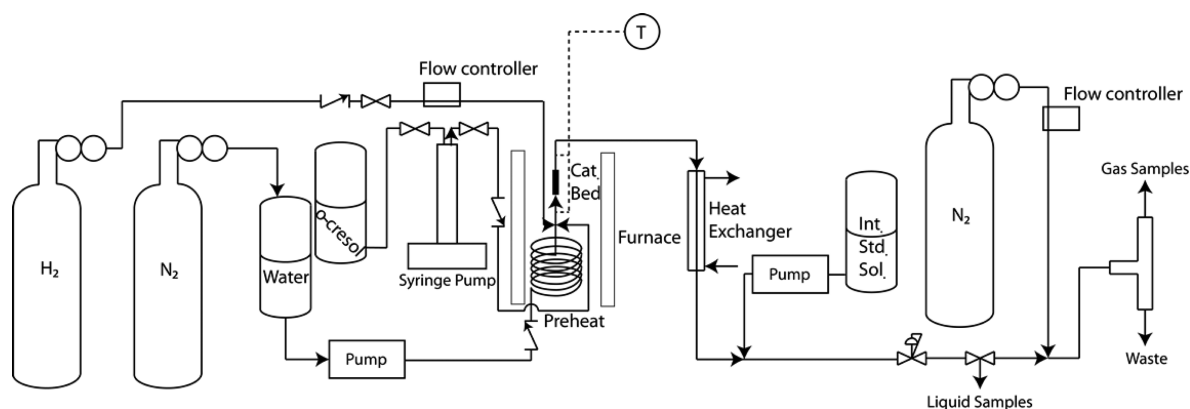 T
Flow controller
Flow controller
Gas Samples
Cat.
Bed
o-cresol
Heat
Exchanger
Int.
Std.
Sol.
N₂
H₂
N₂
Water
Furnace
Syringe Pump
Pump
Preheat
Pump
Waste
Liquid Samples